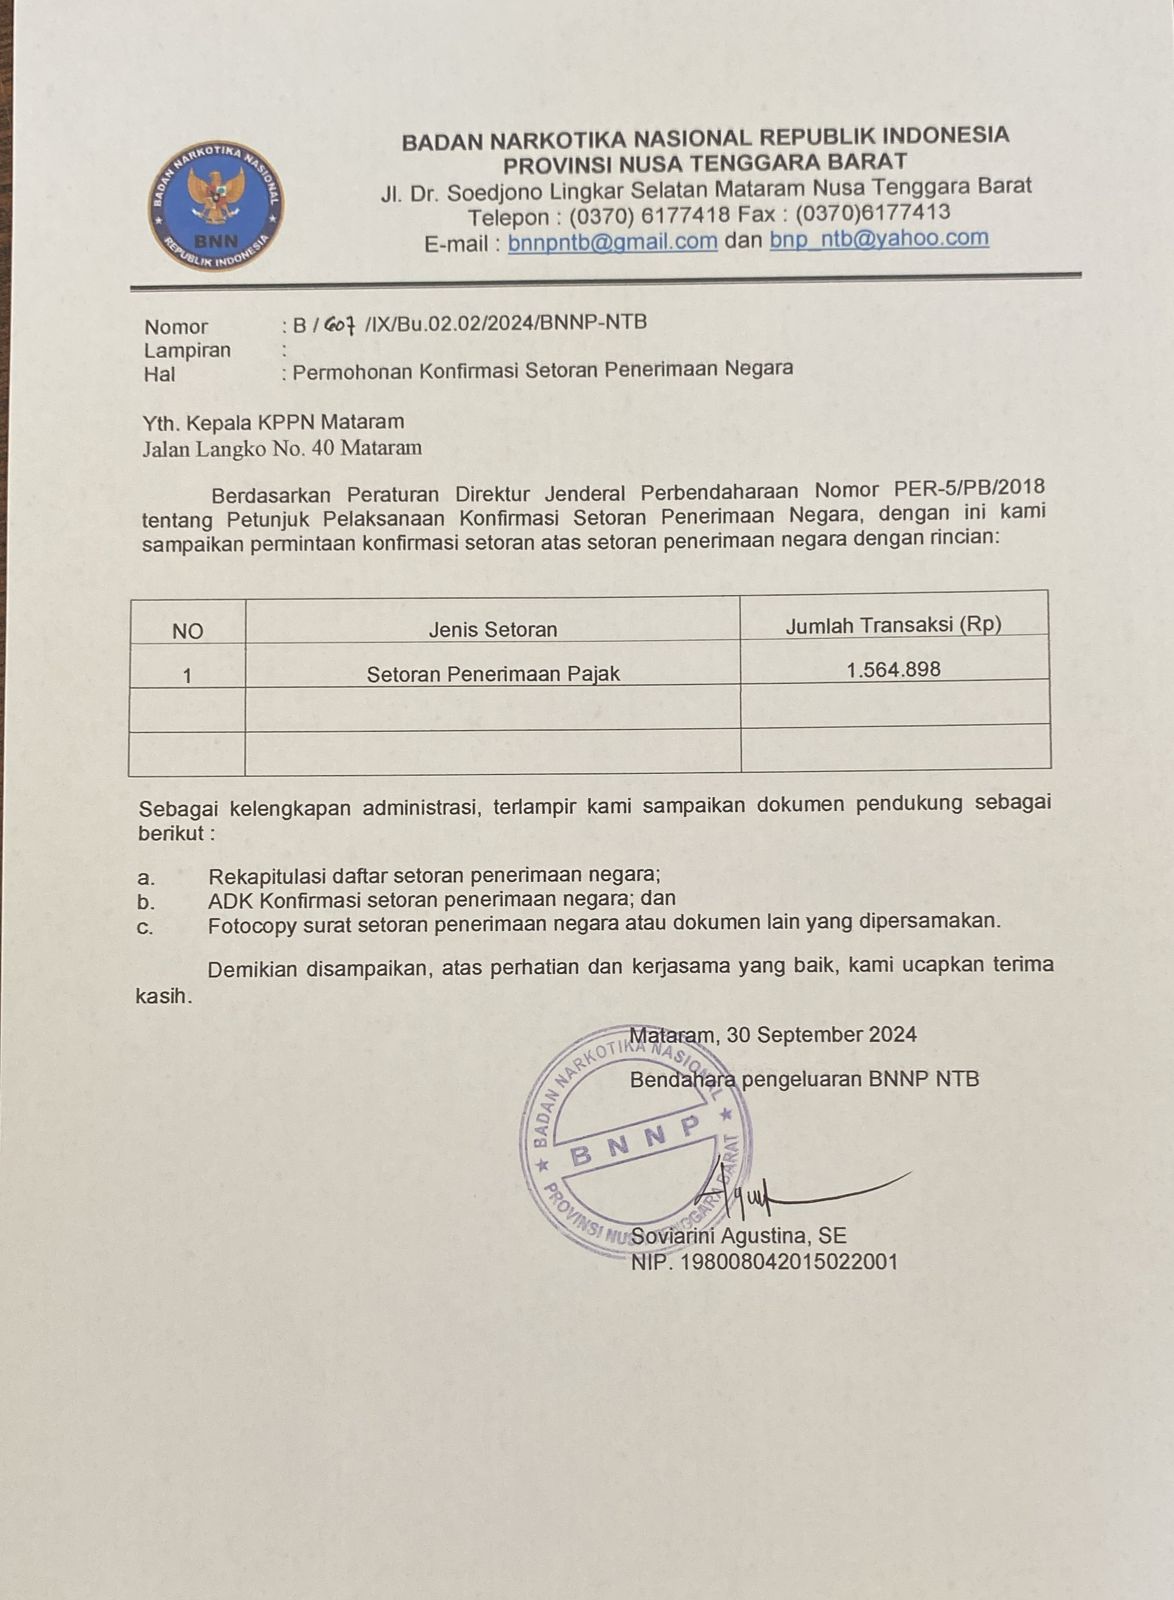 BADAN NARKOTIKA NASIONAL
BNN
REPUBLIK INDONESIA
BADAN NARKOTIKA NASIONAL REPUBLIK INDONESIA
PROVINSI NUSA TENGGARA BARAT
Jl. Dr. Soedjono Lingkar Selatan Mataram Nusa Tenggara Barat
Telepon : (0370) 6177418 Fax : (0370)6177413
E-mail : bnnpntb@gmail.com dan bnp_ntb@yahoo.com
Nomor : B / 607 /IX/Bu.02.02/2024/BNNP-NTB
Lampiran :
Hal : Permohonan Konfirmasi Setoran Penerimaan Negara
Yth. Kepala KPPN Mataram
Jalan Langko No. 40 Mataram
Berdasarkan Peraturan Direktur Jenderal Perbendaharaan Nomor PER-5/PB/2018
tentang Petunjuk Pelaksanaan Konfirmasi Setoran Penerimaan Negara, dengan ini kami
sampaikan permintaan konfirmasi setoran atas setoran penerimaan negara dengan rincian:
NO Jenis Setoran Jumlah Transaksi (Rp)
1 Setoran Penerimaan Pajak 1.564.898
Sebagai kelengkapan administrasi, terlampir kami sampaikan dokumen pendukung sebagai
berikut :
a. Rekapitulasi daftar setoran penerimaan negara;
b. ADK Konfirmasi setoran penerimaan negara; dan
c. Fotocopy surat setoran penerimaan negara atau dokumen lain yang dipersamakan.
Demikian disampaikan, atas perhatian dan kerjasama yang baik, kami ucapkan terima
kasih.
Mataram, 30 September 2024
Bendahara pengeluaran BNNP NTB
BADAN NARKOTIKA NASIONAL
BNNP
PROVINSI NUSA TENGGARA BARAT
Soviarini Agustina, SE
NIP. 198008042015022001